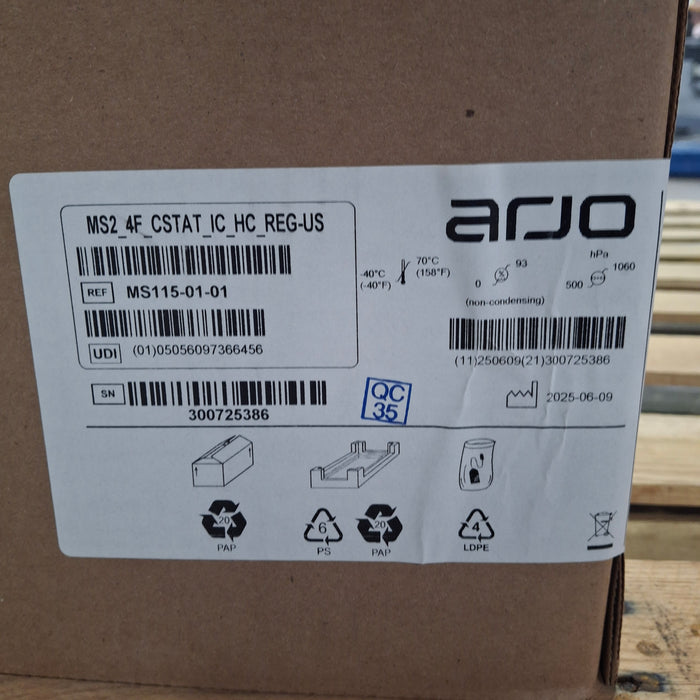 arjo
MS2_4F_CSTAT_IC_HC_REG-US
REF MS115-01-01
UDI (01)05056097366456
-40°C
(-40°F)
70°C
(158°F)
0 % 93
(non-condensing)
hPa
500 1060
(11)250609(21)300725386
SN
300725386
QC
35
2025-06-09
20
PAP
6
PS
20
PAP
4
LDPE